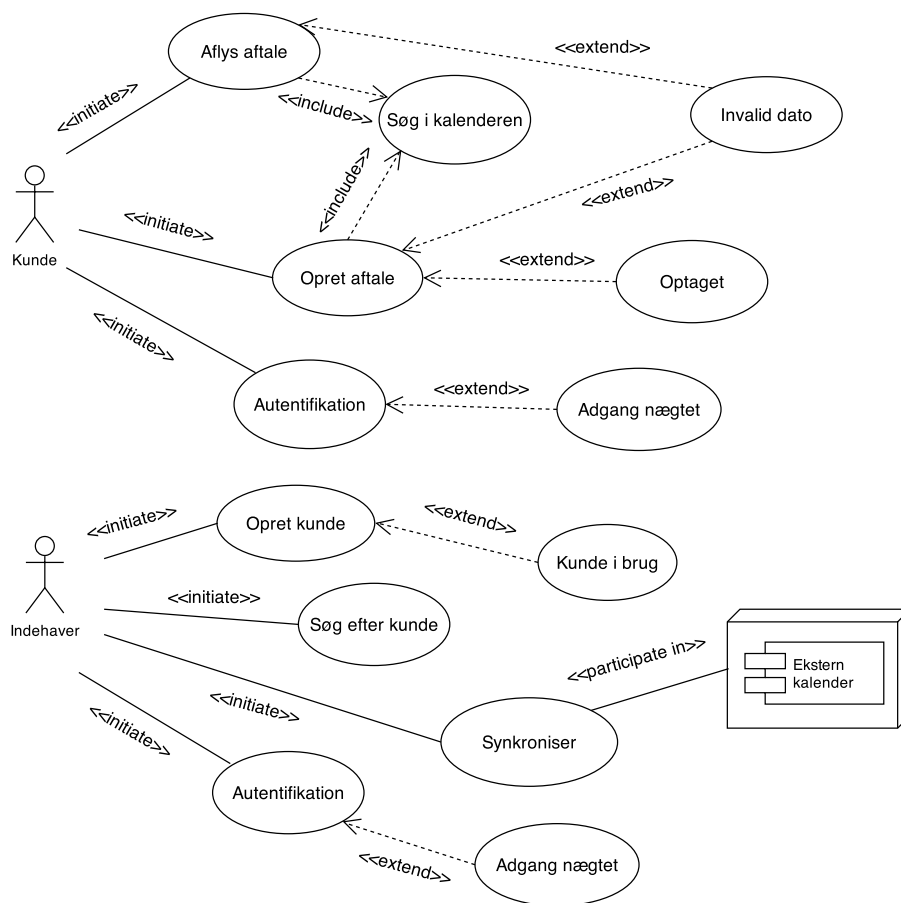 Aflys aftale
<<extend>>
<<initiate>>
<<include>>
Søg i kalenderen
Invalid dato
<<include>>
<<extend>>
<<initiate>>
Kunde
Opret aftale
<<extend>>
Optaget
<<initiate>>
Autentifikation
<<extend>>
Adgang nægtet
<<initiate>>
Opret kunde
<<extend>>
Kunde i brug
Indehaver
<<initiate>>
Søg efter kunde
<<participate in>>
Ekstern
kalender
<<initiate>>
Synkroniser
<<initiate>>
Autentifikation
<<extend>>
Adgang nægtet